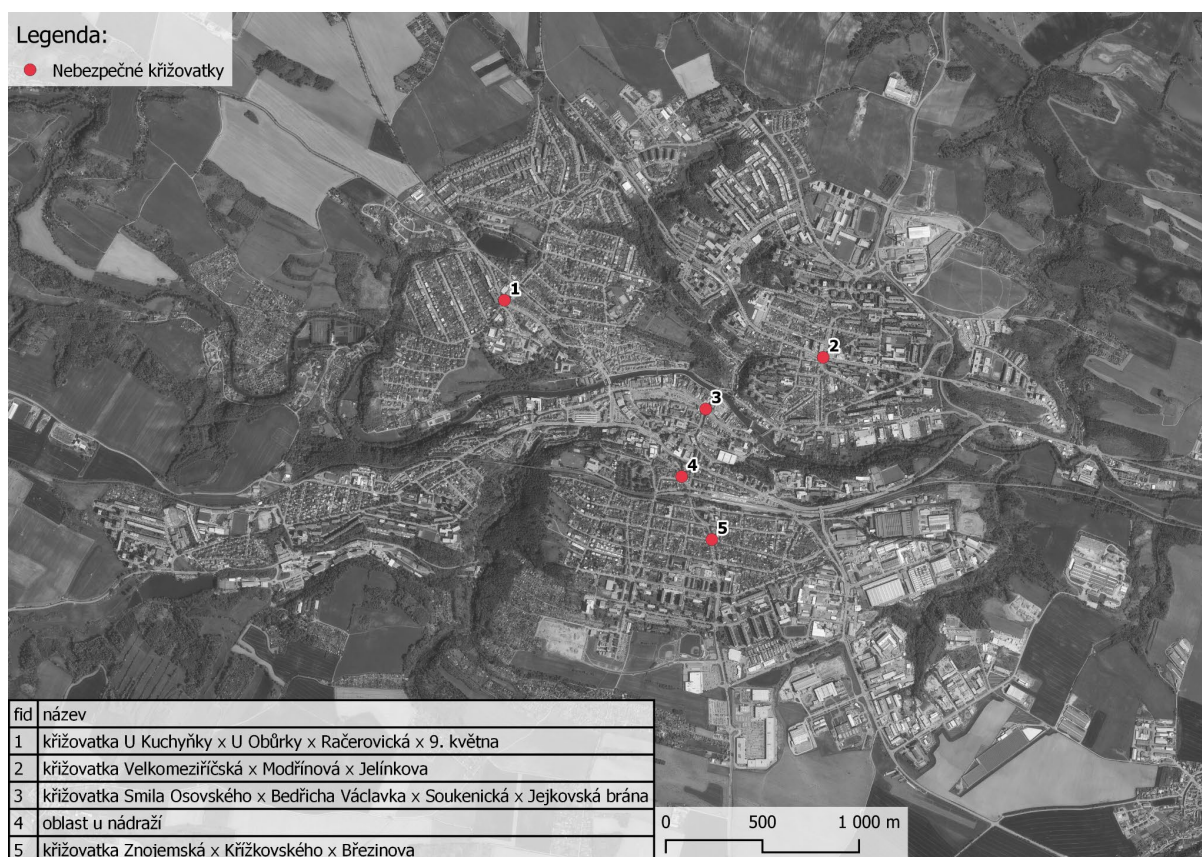 Legenda:
Nebezpečné křižovatky
1
2
3
4
5
fid název
1 křižovatka U Kuchyňky x U Obůrky x Račerovická x 9. května
2 křižovatka Velkomeziříčská x Modřínová x Jelínkova
3 křižovatka Smila Osovského x Bedřicha Václavka x Soukenická x Jejkovská brána
4 oblast u nádraží
5 křižovatka Znojemská x Křížkovského x Březinova
0 500 1 000 m